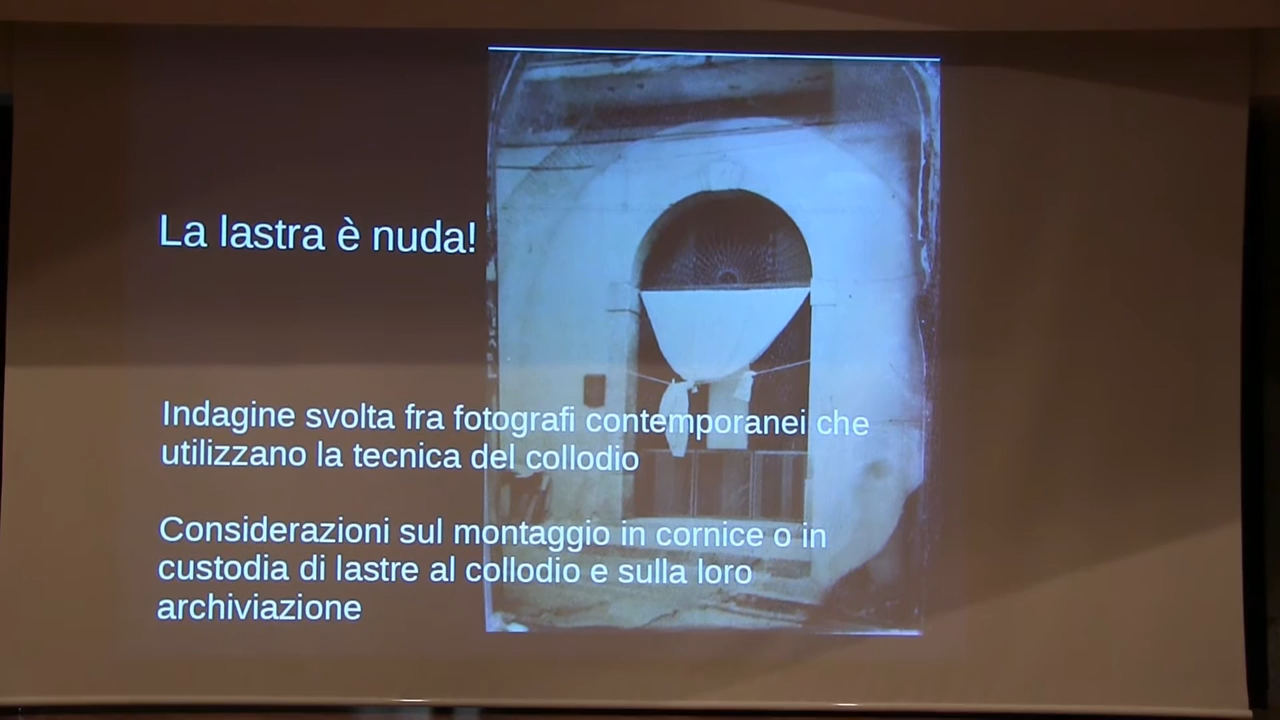 La lastra è nuda!
Indagine svolta fra fotografi contemporanei che
utilizzano la tecnica del collodio
Considerazioni sul montaggio in cornice o in
custodia di lastre al collodio e sulla loro
archiviazione